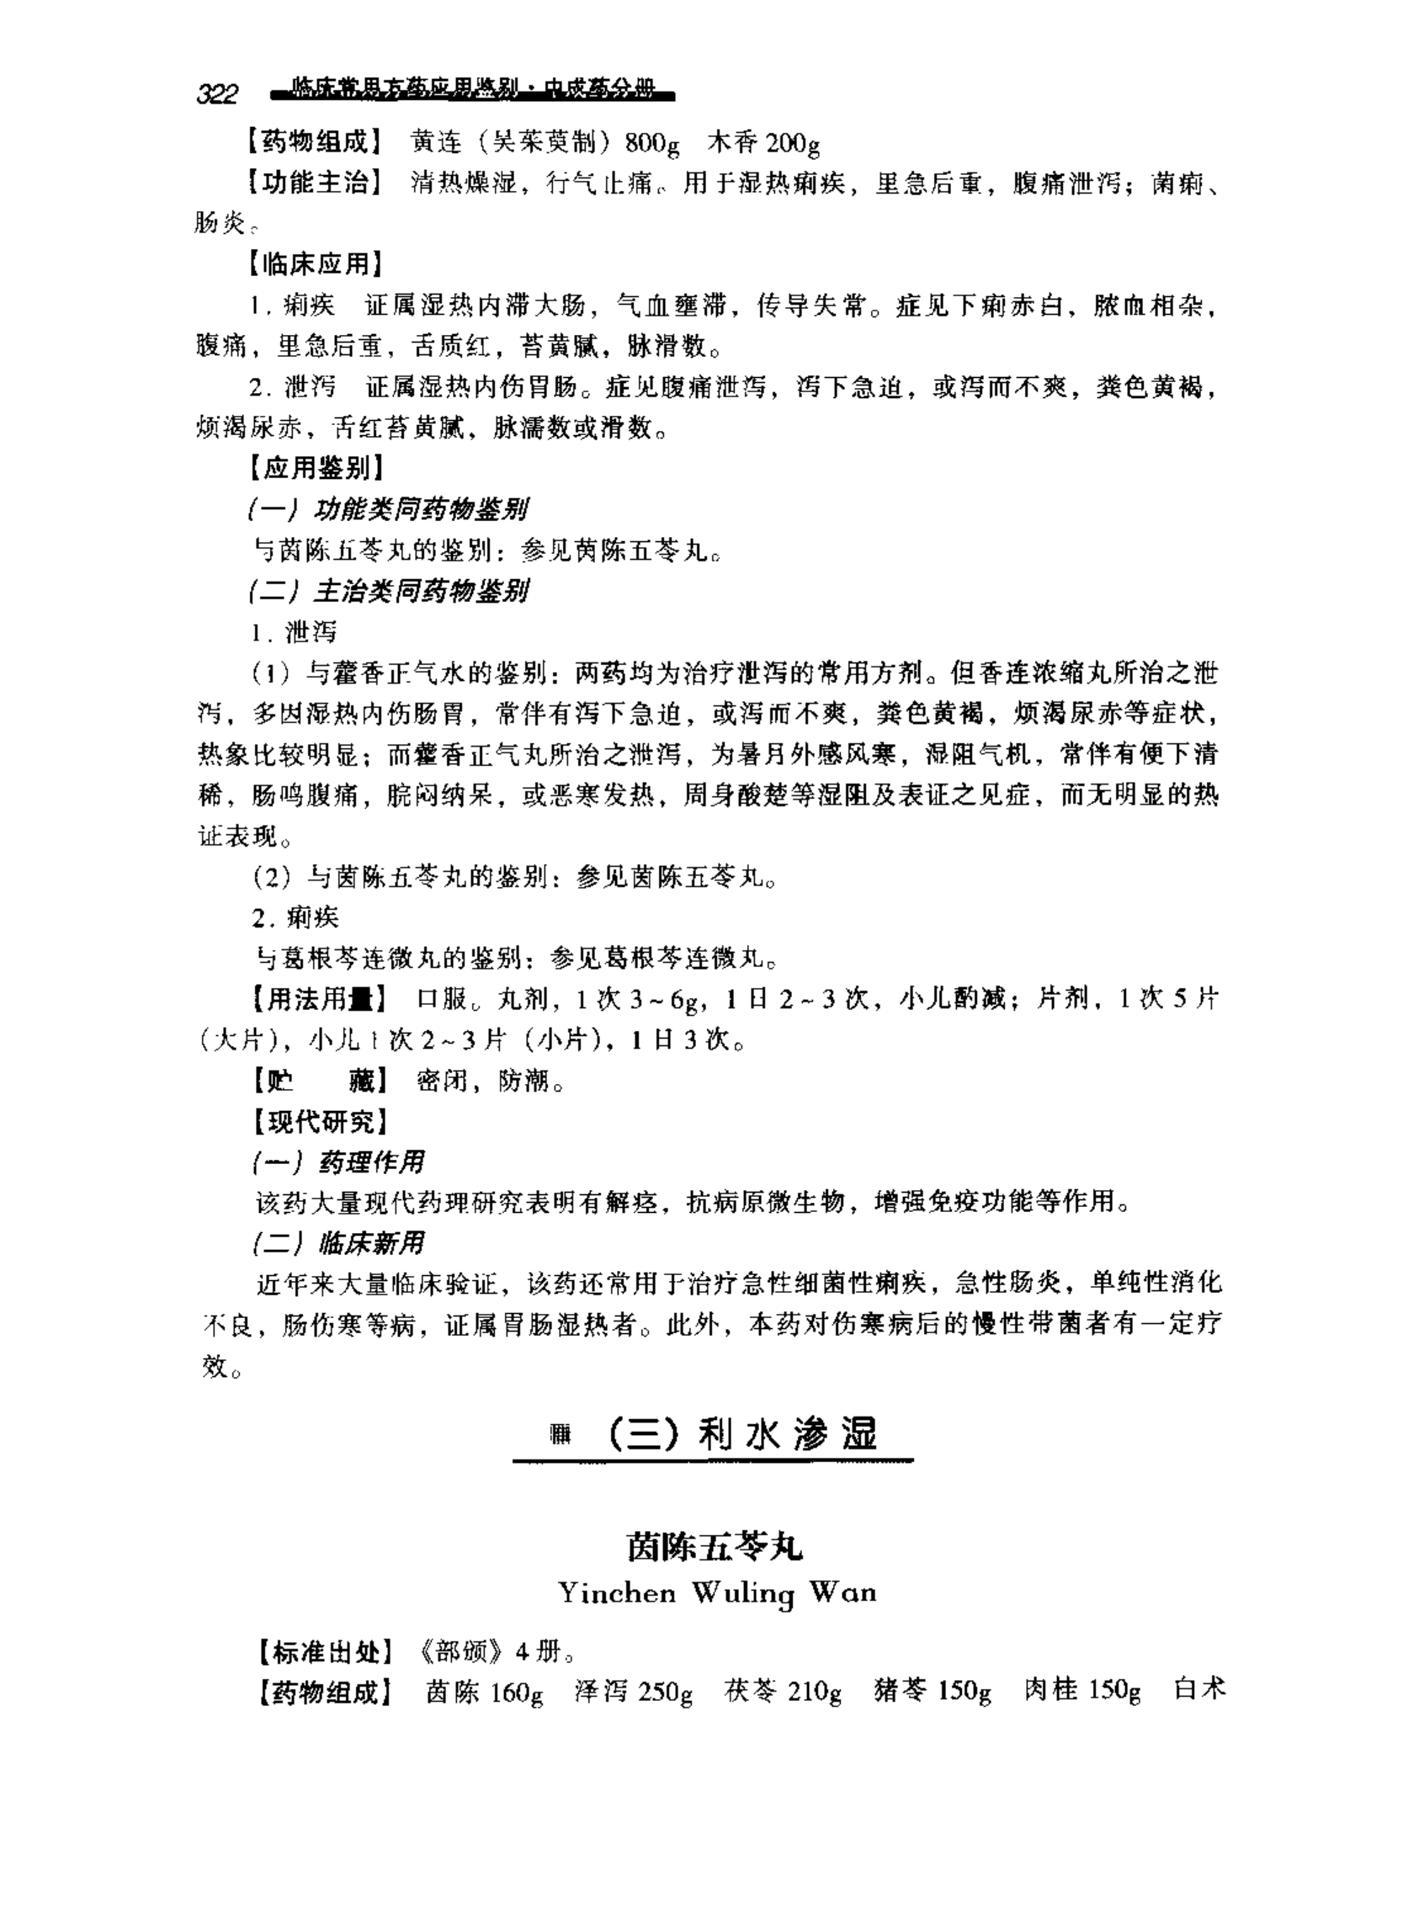 322 临床常用方药应用鉴别·中成药分册
【药物组成】 黄连（吴茱萸制）800g 木香 200g
【功能主治】 清热燥湿，行气止痛。用于湿热痢疾，里急后重，腹痛泄泻；菌痢、
肠炎。
【临床应用】
1. 痢疾 证属湿热内滞大肠，气血壅滞，传导失常。症见下痢赤白，脓血相杂，
腹痛，里急后重，舌质红，苔黄腻，脉滑数。
2. 泄泻 证属湿热内伤胃肠。症见腹痛泄泻，泻下急迫，或泻而不爽，粪色黄褐，
烦渴尿赤，舌红苔黄腻，脉濡数或滑数。
【应用鉴别】
(一) 功能类同药物鉴别
与茵陈五苓丸的鉴别：参见茵陈五苓丸。
(二) 主治类同药物鉴别
1. 泄泻
(1) 与藿香正气水的鉴别：两药均为治疗泄泻的常用方剂。但香连浓缩丸所治之泄
泻，多因湿热内伤肠胃，常伴有泻下急迫，或泻而不爽，粪色黄褐，烦渴尿赤等症状，
热象比较明显；而藿香正气丸所治之泄泻，为暑月外感风寒，湿阻气机，常伴有便下清
稀，肠鸣腹痛，脘闷纳呆，或恶寒发热，周身酸楚等湿阻及表证之见症，而无明显的热
证表现。
(2) 与茵陈五苓丸的鉴别：参见茵陈五苓丸。
2. 痢疾
与葛根芩连微丸的鉴别：参见葛根芩连微丸。
【用法用量】 口服。丸剂，1 次 3~6g，1 日 2~3 次，小儿酌减；片剂，1 次 5 片
（大片），小儿 1 次 2~3 片（小片），1 日 3 次。
【贮 藏】 密闭，防潮。
【现代研究】
(一) 药理作用
该药大量现代药理研究表明有解痉，抗病原微生物，增强免疫功能等作用。
(二) 临床新用
近年来大量临床验证，该药还常用于治疗急性细菌性痢疾，急性肠炎，单纯性消化
不良，肠伤寒等病，证属胃肠湿热者。此外，本药对伤寒病后的慢性带菌者有一定疗
效。
(三) 利水渗湿
茵陈五苓丸
Yinchen Wuling Wan
【标准出处】《部颁》4 册。
【药物组成】 茵陈 160g 泽泻 250g 茯苓 210g 猪苓 150g 肉桂 150g 白术